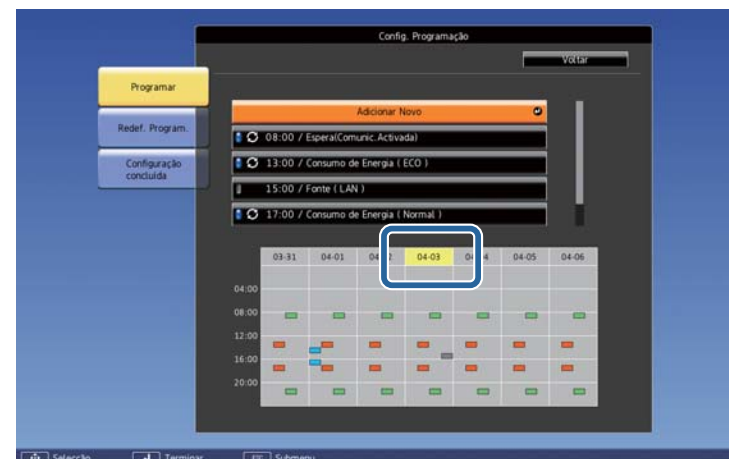 Config. Programação
Voltar
Programar
Redef. Program.
Configuração
concluída
Adicionar Novo
08:00 / Espera(Comunic. Activada)
13:00 / Consumo de Energia ( ECO )
15:00 / Fonte ( LAN )
17:00 / Consumo de Energia ( Normal )
03-31 04-01 04-03 04-05 04-06
04:00
08:00
12:00
16:00
20:00
Selecção Terminar Esc Submenu